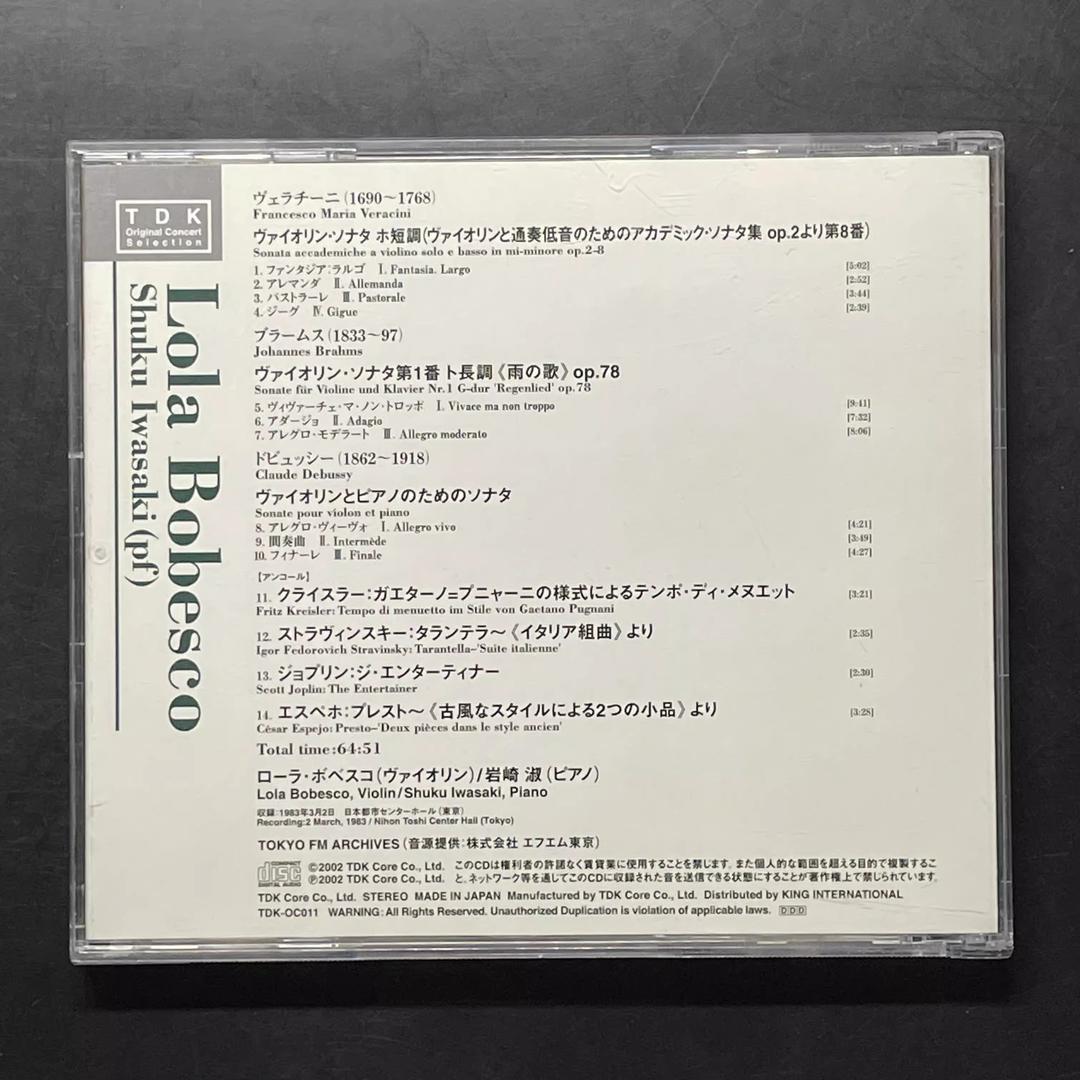 TDK
Original Concert
Selection
Lola Bobesco
Shuku Iwasaki (pf)
ヴェラチーニ(1690〜1768)
Francesco Maria Veracini
ヴァイオリン・ソナタ ホ短調(ヴァイオリンと通奏低音のためのアカデミック・ソナタ集 op.2より第8番)
Sonata accademiche a violino solo e basso in mi-minore op.2-8
1. ファンタジア:ラルゴ Ⅰ. Fantasia. Largo [5:02]
2. アレマンダ Ⅱ. Allemanda [2:52]
3. パストラーレ Ⅲ. Pastorale [3:44]
4. ジーグ Ⅳ. Gigue [2:39]
ブラームス(1833〜97)
Johannes Brahms
ヴァイオリン・ソナタ第1番 ト長調《雨の歌》op.78
Sonate für Violine und Klavier Nr.1 G-dur 'Regenlied' op.78
5. ヴィヴァーチェ・マ・ノン・トロッポ Ⅰ. Vivace ma non troppo [9:41]
6. アダージョ Ⅱ. Adagio [7:32]
7. アレグロ・モデラート Ⅲ. Allegro moderato [8:06]
ドビュッシー(1862〜1918)
Claude Debussy
ヴァイオリンとピアノのためのソナタ
Sonate pour violon et piano
8. アレグロ・ヴィーヴォ Ⅰ. Allegro vivo [4:21]
9. 間奏曲 Ⅱ. Intermède [3:49]
10. フィナーレ Ⅲ. Finale [4:27]
【アンコール】
11. クライスラー:ガエターノ=プニャーニの様式によるテンポ・ディ・メヌエット [3:21]
Fritz Kreisler: Tempo di menuetto im Stile von Gaetano Pugnani
12. ストラヴィンスキー:タランテラ〜《イタリア組曲》より [2:35]
Igor Fedorovich Stravinsky: Tarantella-'Suite italienne'
13. ジョプリン:ジ・エンターティナー [2:30]
Scott Joplin: The Entertainer
14. エスペホ:プレスト〜《古風なスタイルによる2つの小品》より [3:28]
César Espejo: Presto-'Deux pièces dans le style ancien'
Total time:64:51
ローラ・ボベスコ(ヴァイオリン)/岩崎 淑(ピアノ)
Lola Bobesco, Violin/Shuku Iwasaki, Piano
収録:1983年3月2日 日本都市センターホール(東京)
Recording:2 March, 1983 / Nihon Toshi Center Hall (Tokyo)
TOKYO FM ARCHIVES(音源提供:株式会社 エフエム東京)
COMPACT disc DIGITAL AUDIO
©2002 TDK Core Co., Ltd. このCDは権利者の許諾なく賃貸業に使用することを禁じます。また個人的な範囲を超える目的で複製するこ
℗2002 TDK Core Co., Ltd. と、ネットワーク等を通じてこのCDに収録された音を送信できる状態にすることが著作権法上で禁じられています。
TDK Core Co., Ltd. STEREO MADE IN JAPAN Manufactured by TDK Core Co., Ltd. Distributed by KING INTERNATIONAL
TDK-OC011 WARNING: All Rights Reserved. Unauthorized Duplication is violation of applicable laws. DDD